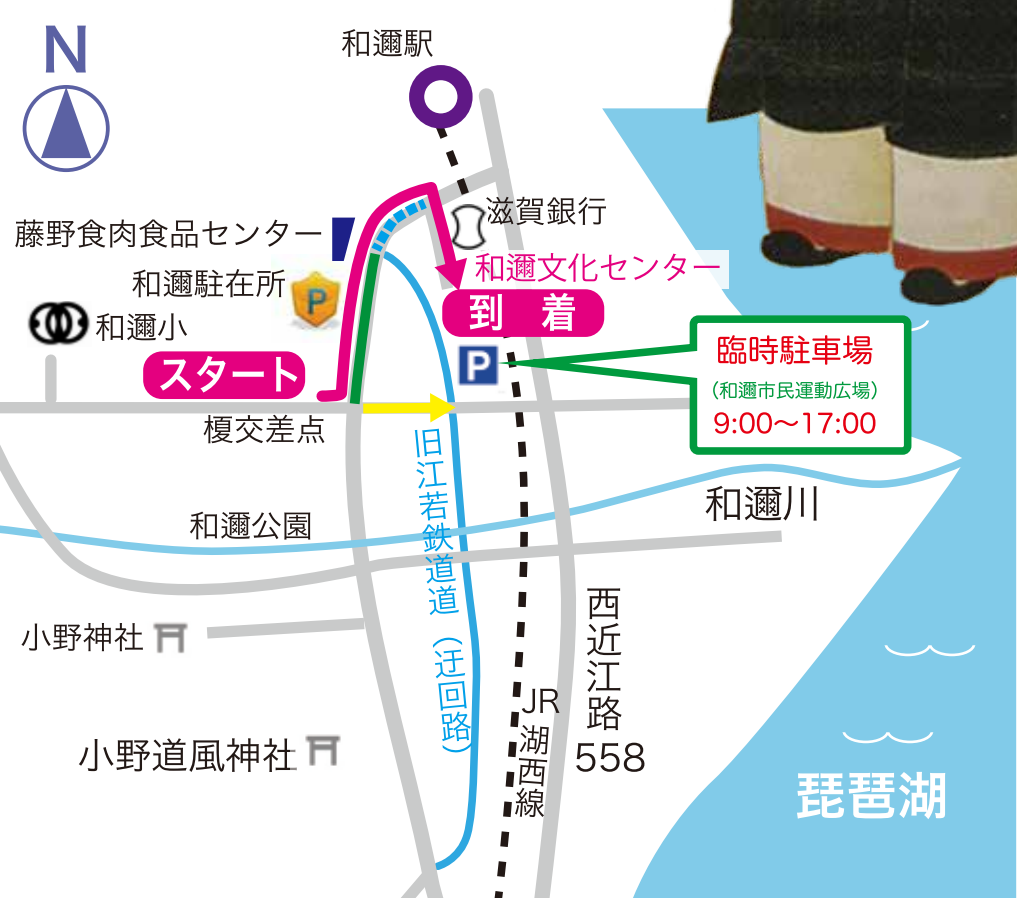 N
和邇駅
滋賀銀行
藤野食肉食品センター
和邇文化センター
和邇駐在所
P
到 着
和邇小
スタート
P
臨時駐車場
(和邇市民運動広場)
9:00〜17:00
榎交差点
旧江若鉄道道(迂回路)
和邇川
和邇公園
西近江路
558
小野神社
JR湖西線
小野道風神社
琵琶湖